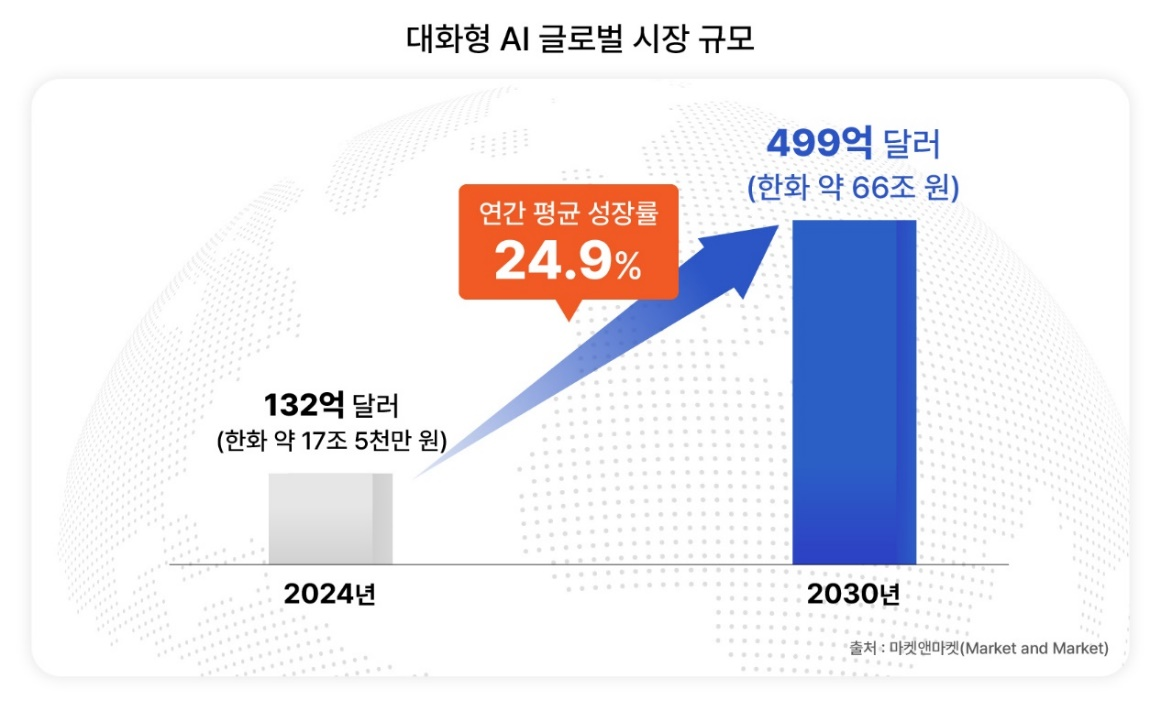 대화형 AI 글로벌 시장 규모
499억 달러
(한화 약 66조 원)
연간 평균 성장률
24.9%
132억 달러
(한화 약 17조 5천만 원)
2024년
2030년
출처 : 마켓앤마켓(Market and Market)